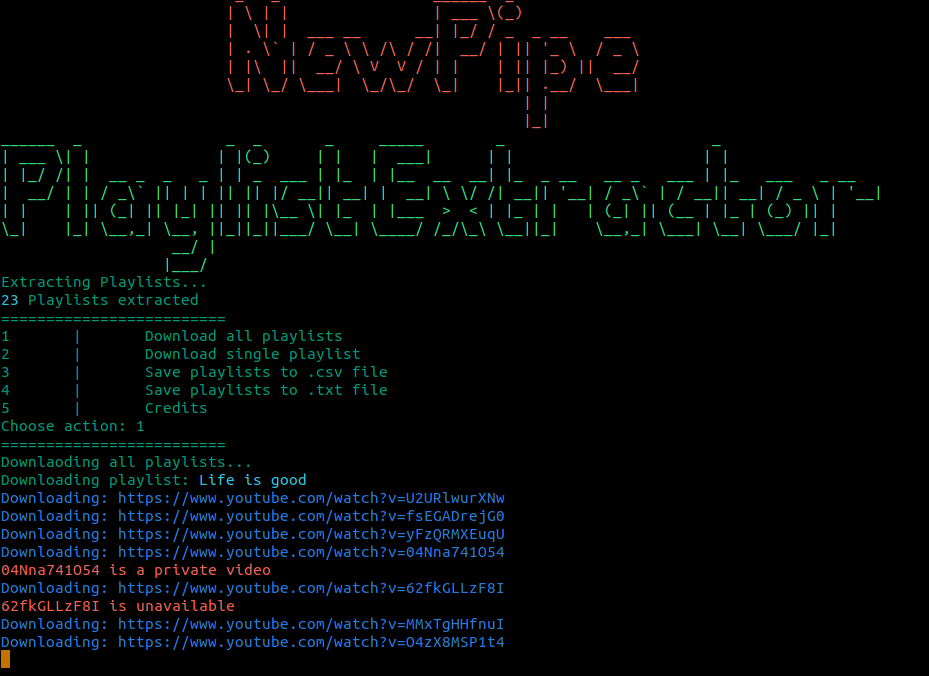 NewPipe
Playlist Extractor
Extracting Playlists...
23 Playlists extracted
=========================
1 | Download all playlists
2 | Download single playlist
3 | Save playlists to .csv file
4 | Save playlists to .txt file
5 | Credits
Choose action: 1
=========================
Downlaoding all playlists...
Downloading playlist: Life is good
Downloading: https://www.youtube.com/watch?v=U2URlwurXNw
Downloading: https://www.youtube.com/watch?v=fsEGADrejG0
Downloading: https://www.youtube.com/watch?v=yFzQRMXEuqU
Downloading: https://www.youtube.com/watch?v=04Nna741O54
04Nna741O54 is a private video
Downloading: https://www.youtube.com/watch?v=62fkGLLzF8I
62fkGLLzF8I is unavailable
Downloading: https://www.youtube.com/watch?v=MMxTgHHfnuI
Downloading: https://www.youtube.com/watch?v=O4zX8MSP1t4